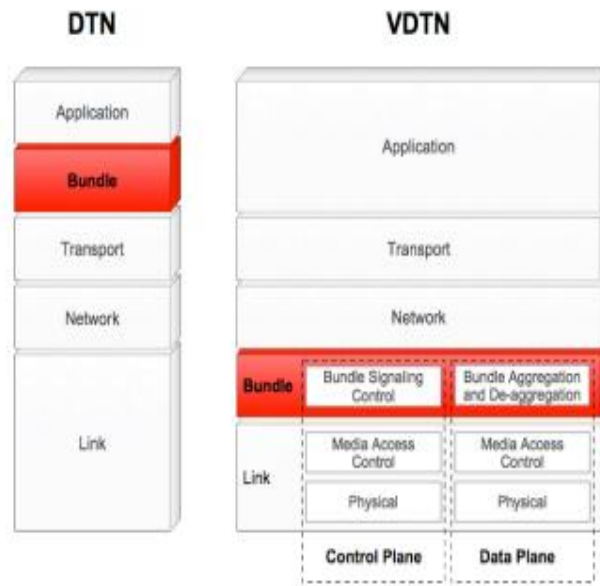 DTN
Application
Bundle
Transport
Network
Link
VDTN
Application
Transport
Network
Bundle
Bundle Signaling
Control
Bundle Aggregation
and De-aggregation
Link
Media Access
Control
Media Access
Control
Physical
Physical
Control Plane
Data Plane